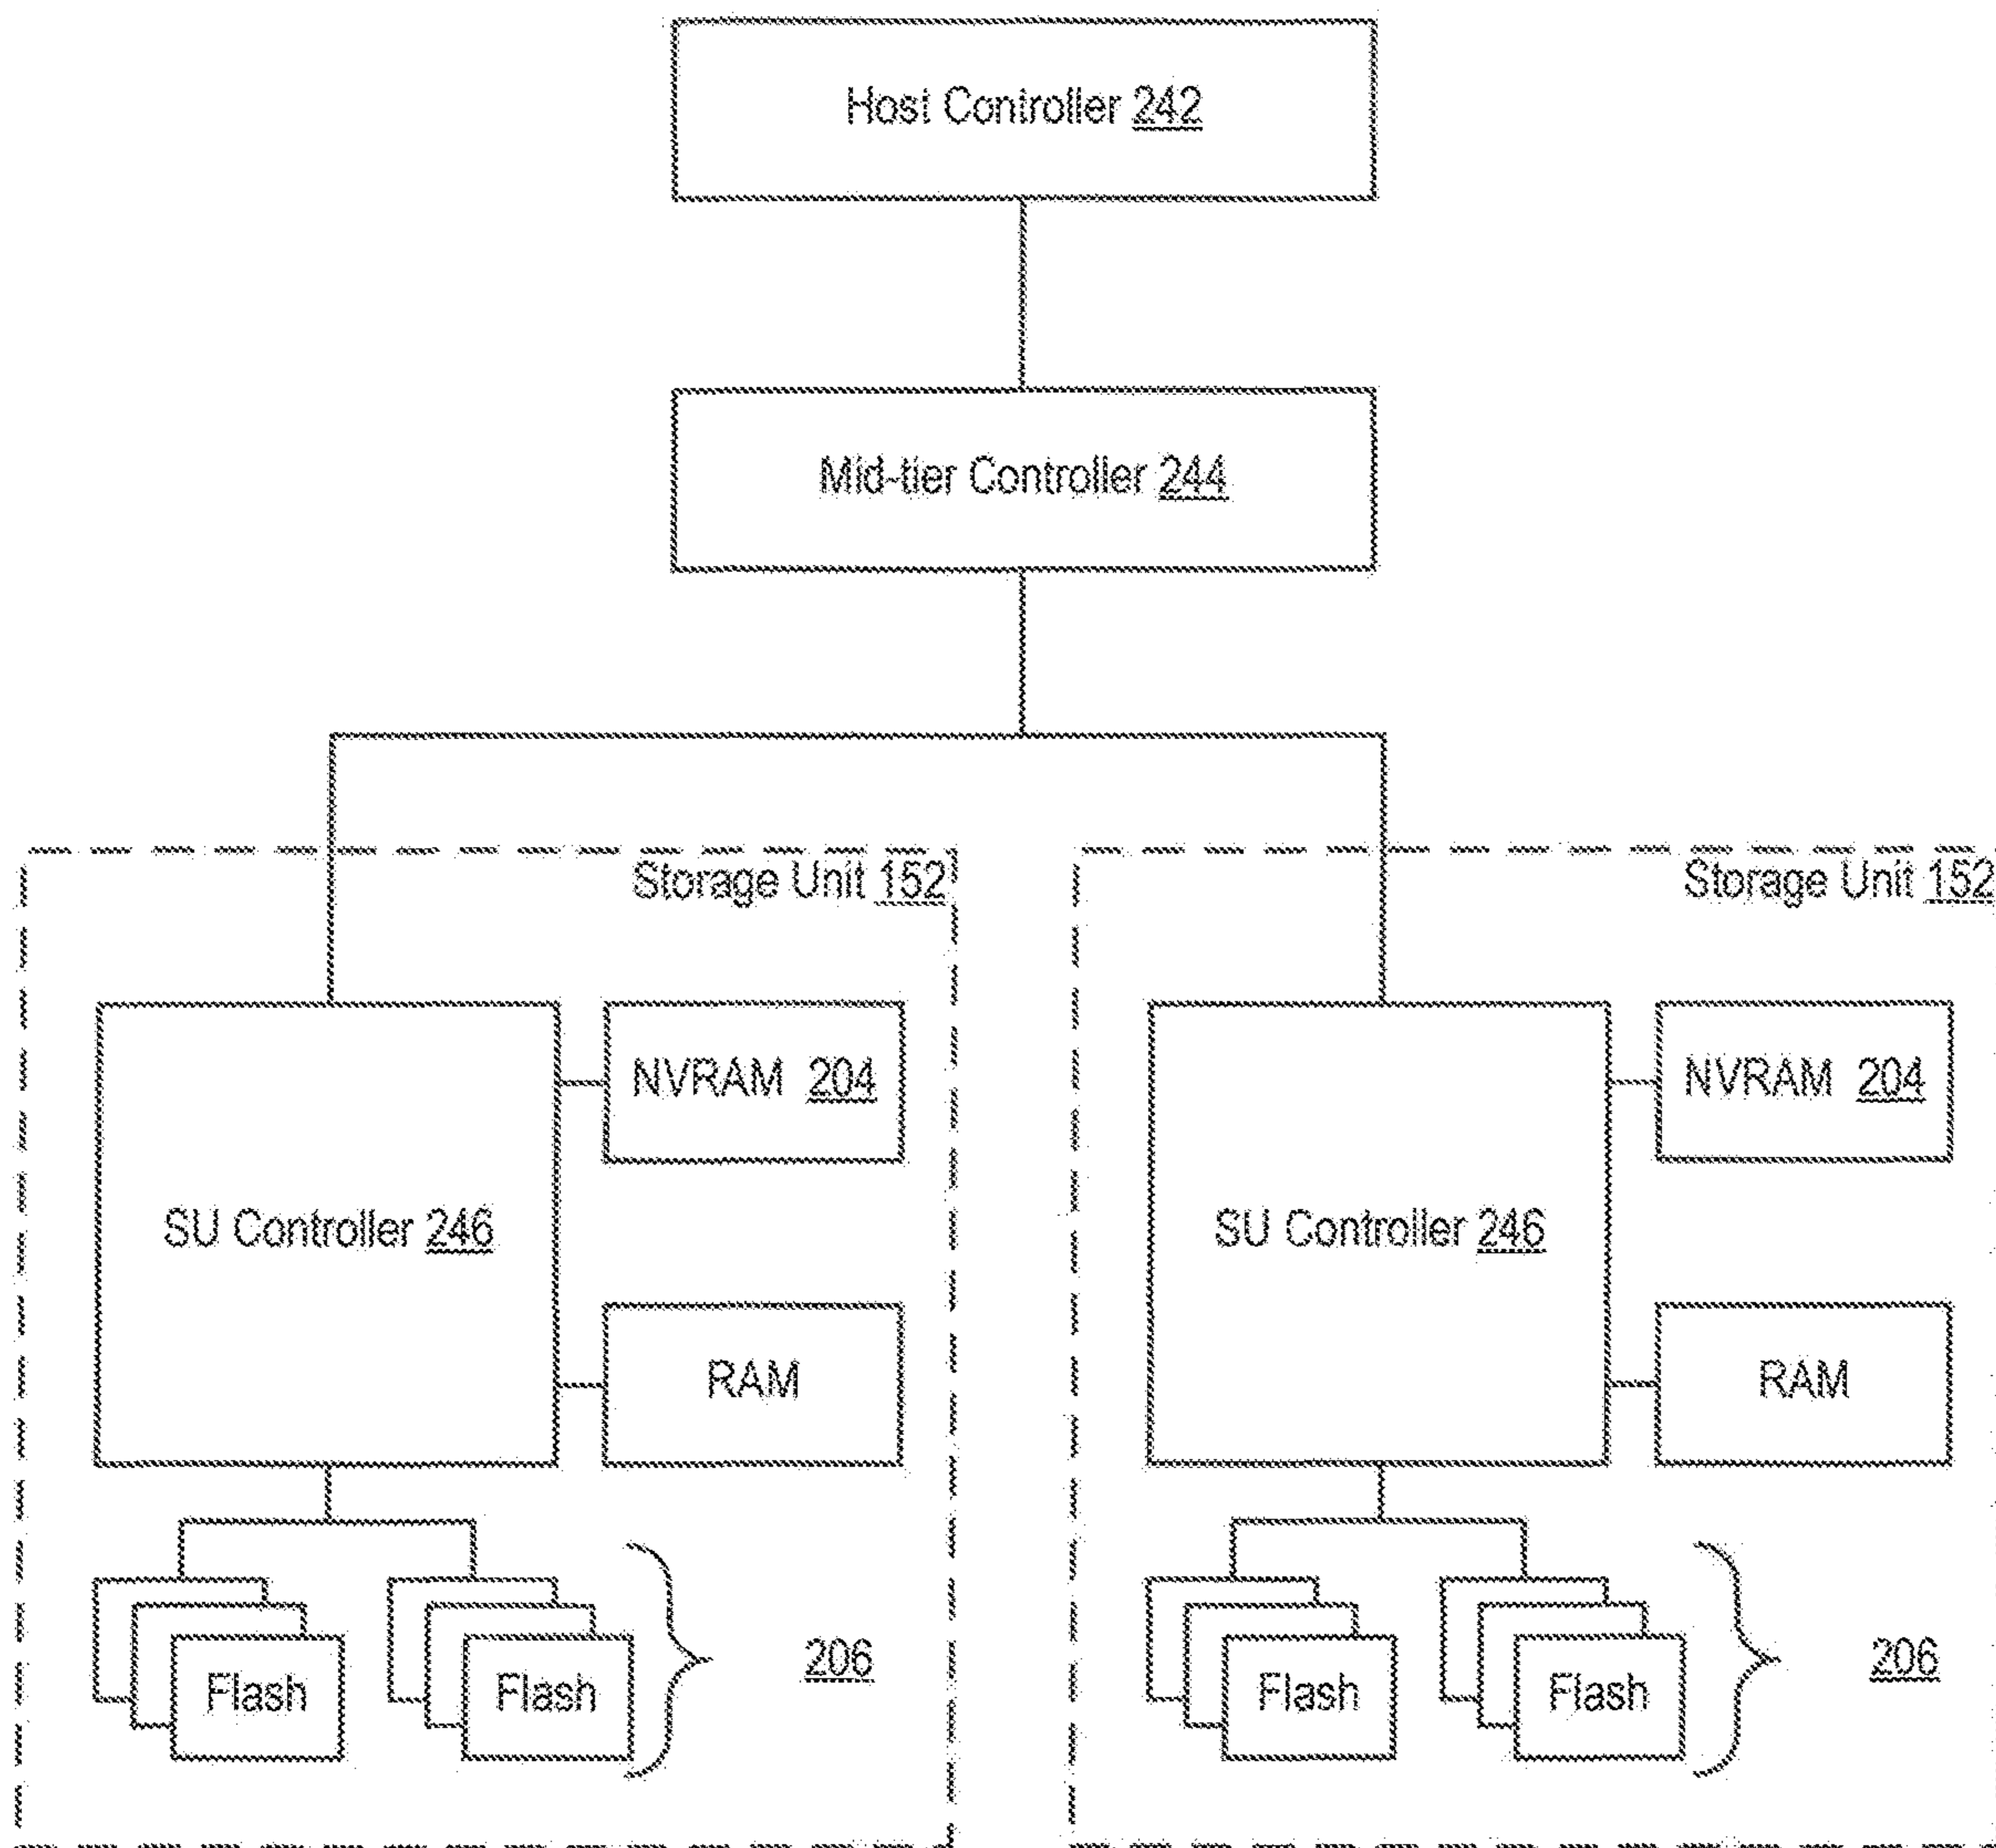 Host Controller 242
Mid-tier Controller 244
Storage Unit 152
SU Controller 246
NVRAM 204
RAM
Flash
Flash
206
Storage Unit 152
SU Controller 246
NVRAM 204
RAM
Flash
Flash
206